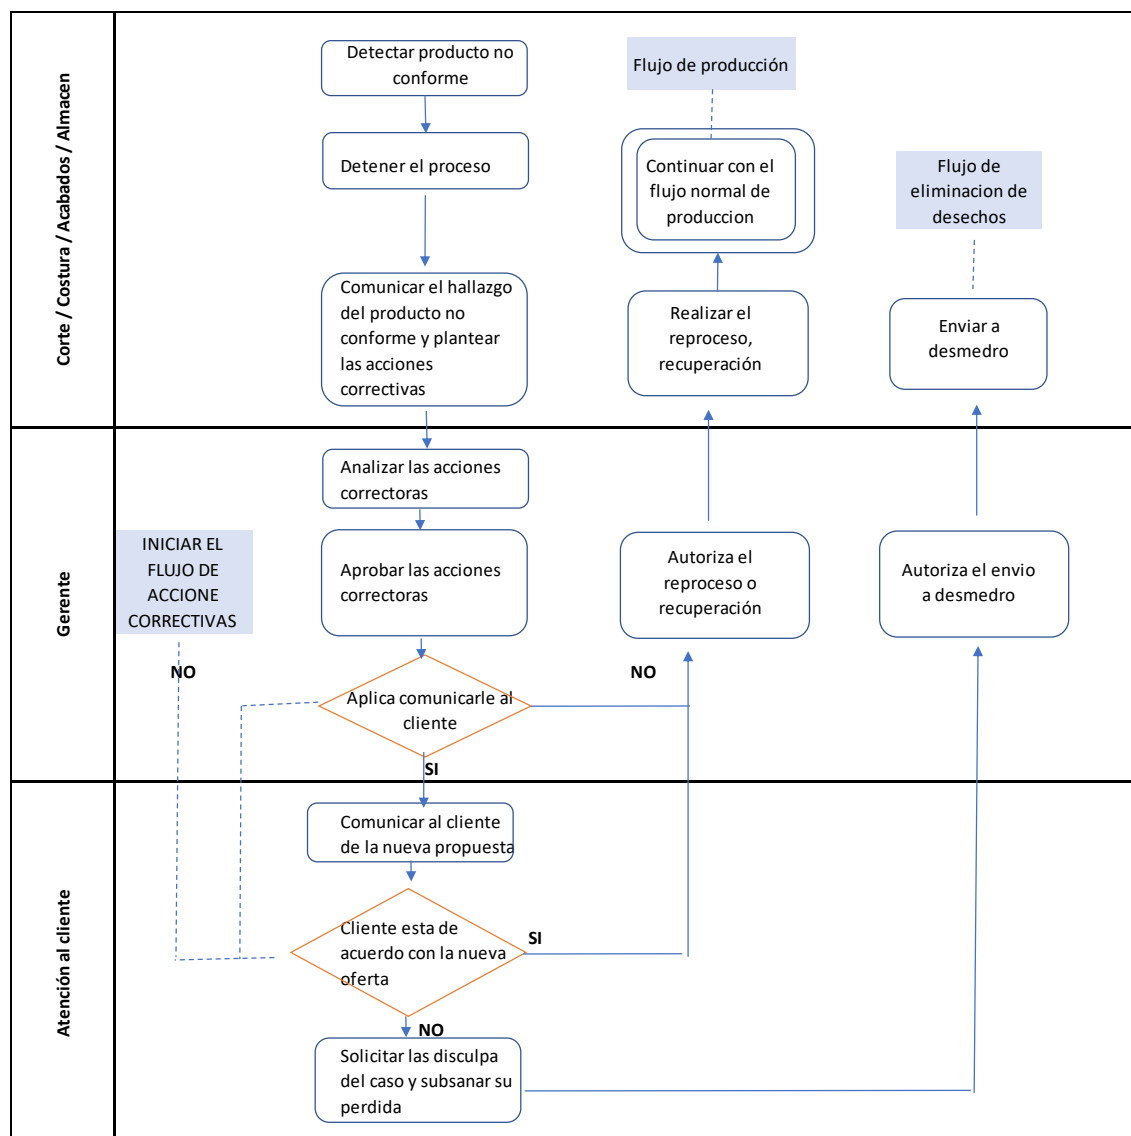 Corte / Costura / Acabados / Almacen
Detectar producto no
conforme
Detener el proceso
Comunicar el hallazgo
del producto no
conforme y plantear
las acciones
correctivas
Flujo de producción
Continuar con el
flujo normal de
produccion
Realizar el
reproceso,
recuperación
Flujo de
eliminacion de
desechos
Enviar a
desmedro
Gerente
INICIAR EL
FLUJO DE
ACCIONE
CORRECTIVAS
NO
Analizar las acciones
correctoras
Aprobar las acciones
correctoras
Aplica comunicarle al
cliente
SI
Autoriza el
reproceso o
recuperación
NO
Autoriza el envio
a desmedro
Atención al cliente
Comunicar al cliente
de la nueva propuesta
Cliente esta de
acuerdo con la nueva
oferta
SI
NO
Solicitar las disculpa
del caso y subsanar su
perdida